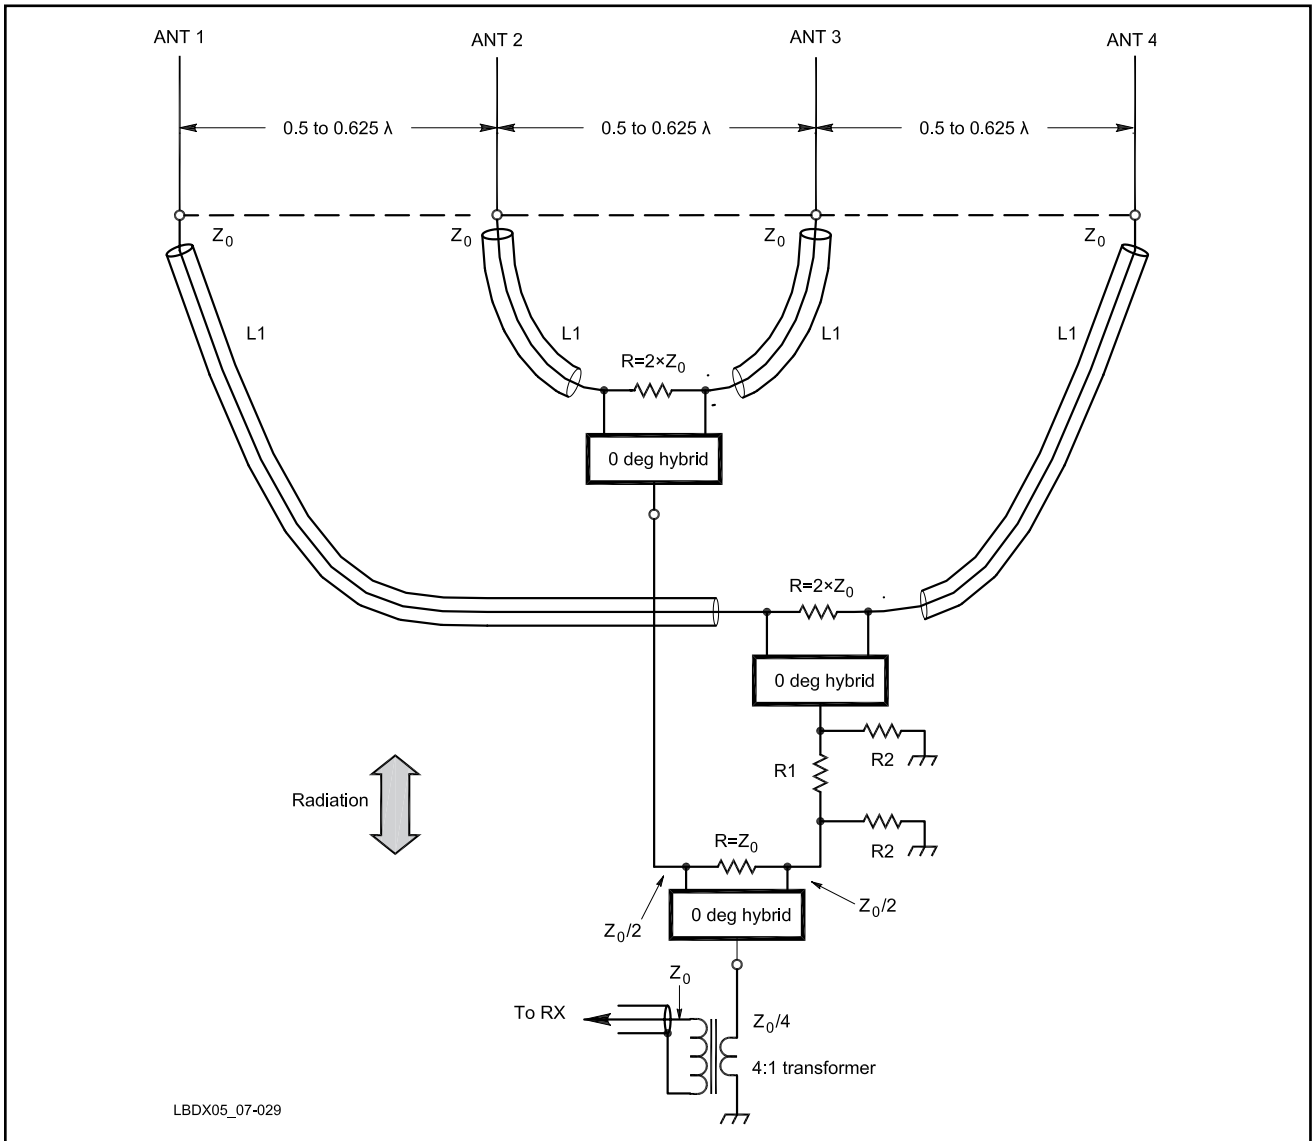 ANT 1
ANT 2
ANT 3
ANT 4
0.5 to 0.625 λ
0.5 to 0.625 λ
0.5 to 0.625 λ
Z₀
Z₀
Z₀
Z₀
L1
L1
L1
L1
R=2×Z₀
0 deg hybrid
R=2×Z₀
0 deg hybrid
R2
R1
Radiation
R2
R=Z₀
Z₀/2
0 deg hybrid
Z₀/2
Z₀
To RX
Z₀/4
4:1 transformer
LBDX05_07-029